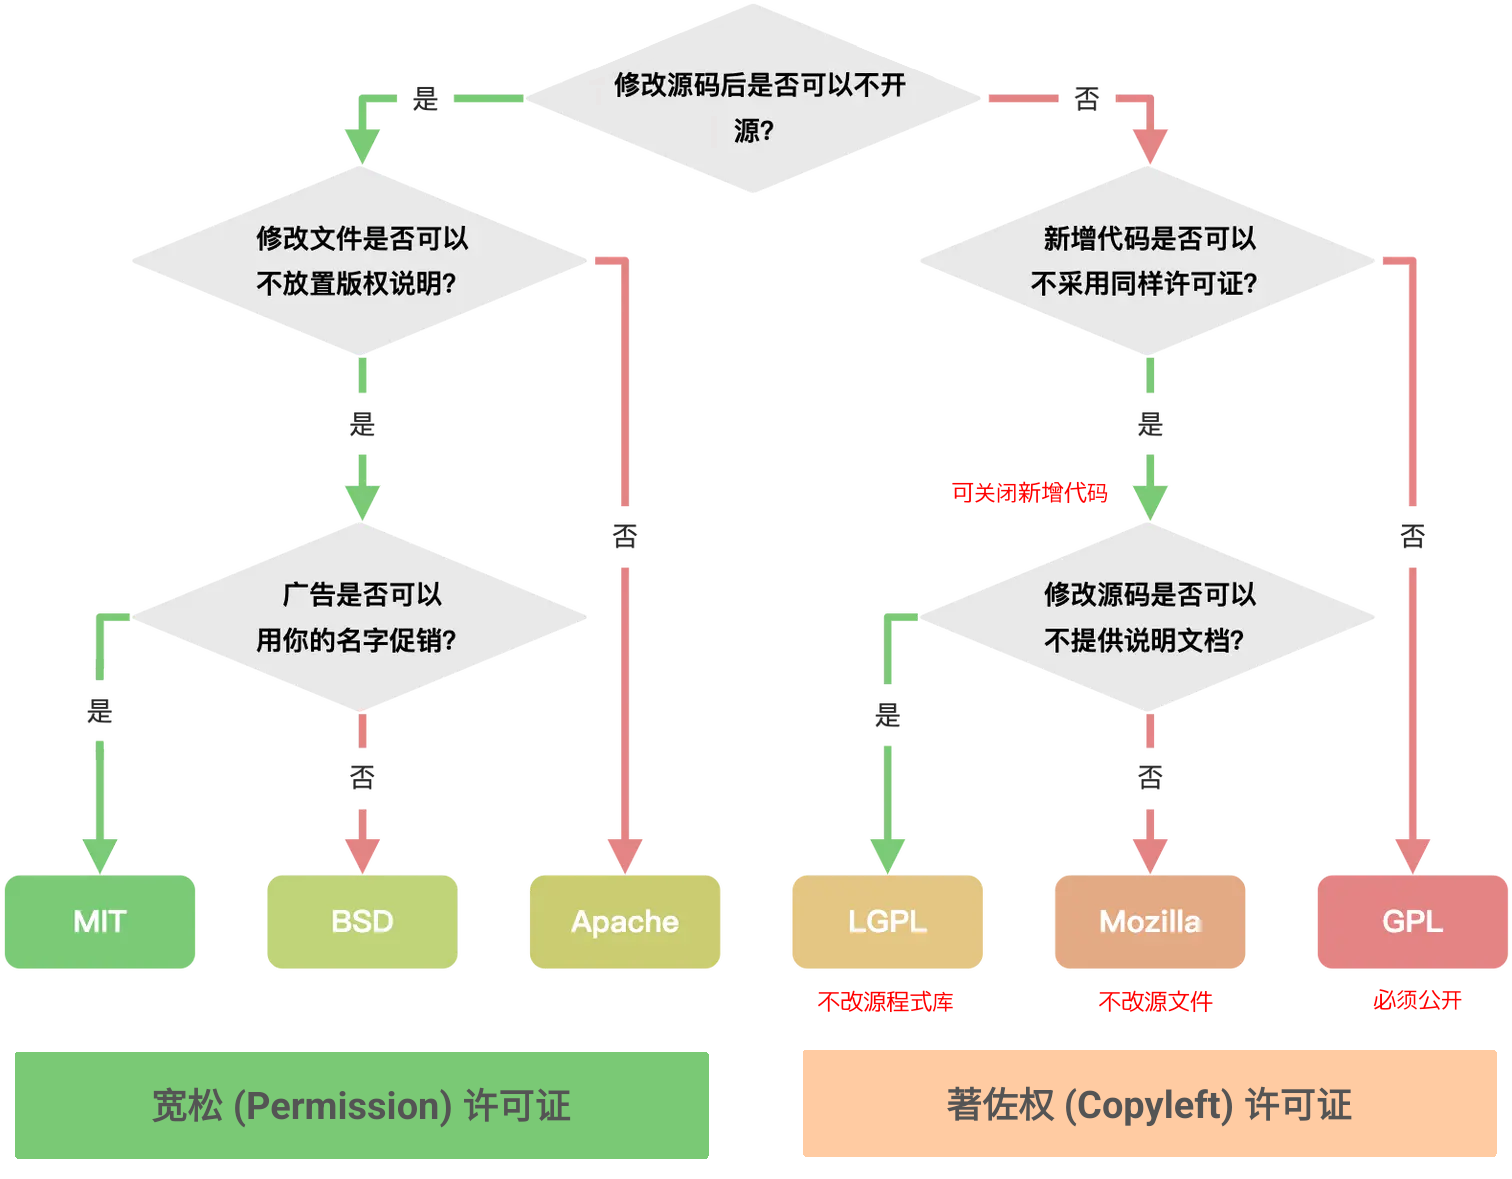 修改源码后是否可以不开
源?
是
否
修改文件是否可以
不放置版权说明?
新增代码是否可以
不采用同样许可证?
是
是
可关闭新增代码
否
否
广告是否可以
用你的名字促销?
修改源码是否可以
不提供说明文档?
是
是
否
否
MIT
BSD
Apache
LGPL
Mozilla
GPL
不改源程式库
不改源文件
必须公开
宽松 (Permission) 许可证
著佐权 (Copyleft) 许可证